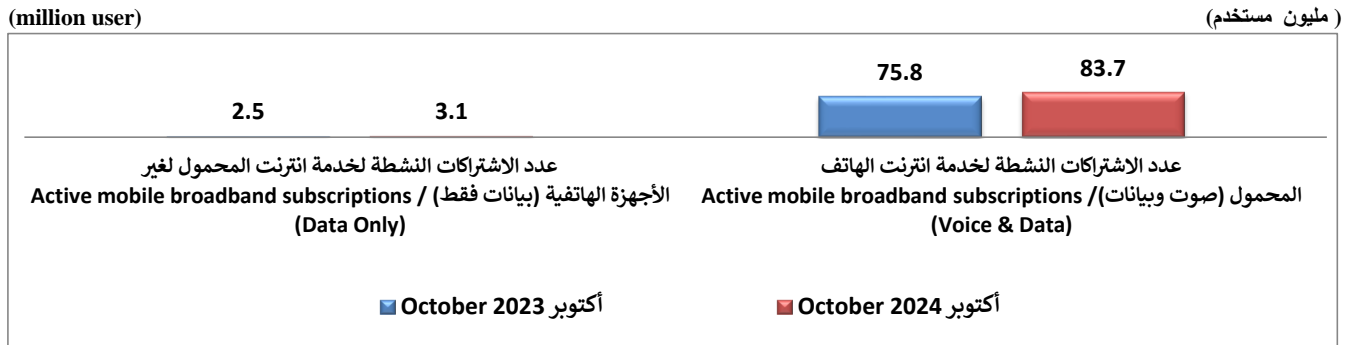 (million user) ( مليون مستخدم)
2.5 3.1 75.8 83.7
عدد الاشتراكات النشطة لخدمة انترنت المحمول لغير
الأجهزة الهاتفية (بيانات فقط) / Active mobile broadband subscriptions
(Data Only)
عدد الاشتراكات النشطة لخدمة انترنت الهاتف
المحمول (صوت وبيانات)/ Active mobile broadband subscriptions
(Voice & Data)
أكتوبر October 2023
أكتوبر October 2024